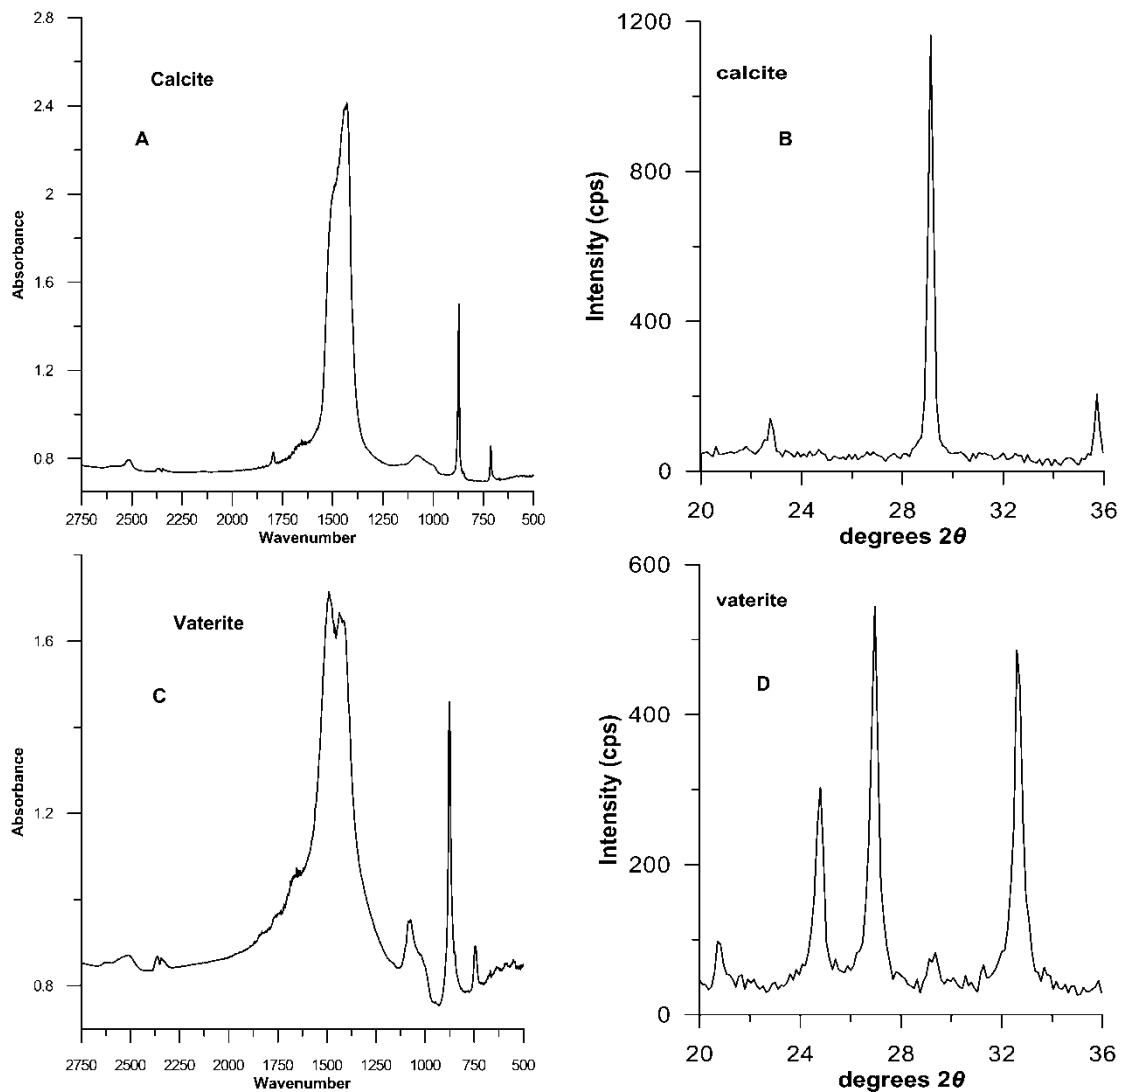 Calcite
A
2.8
2.4
2
1.6
1.2
0.8
Absorbance
2750 2500 2250 2000 1750 1500 1250 1000 750 500
Wavenumber
calcite
B
1200
800
400
0
Intensity (cps)
20 24 28 32 36
degrees 2θ
Vaterite
C
1.6
1.2
0.8
Absorbance
2750 2500 2250 2000 1750 1500 1250 1000 750 500
Wavenumber
vaterite
D
600
400
200
0
Intensity (cps)
20 24 28 32 36
degrees 2θ